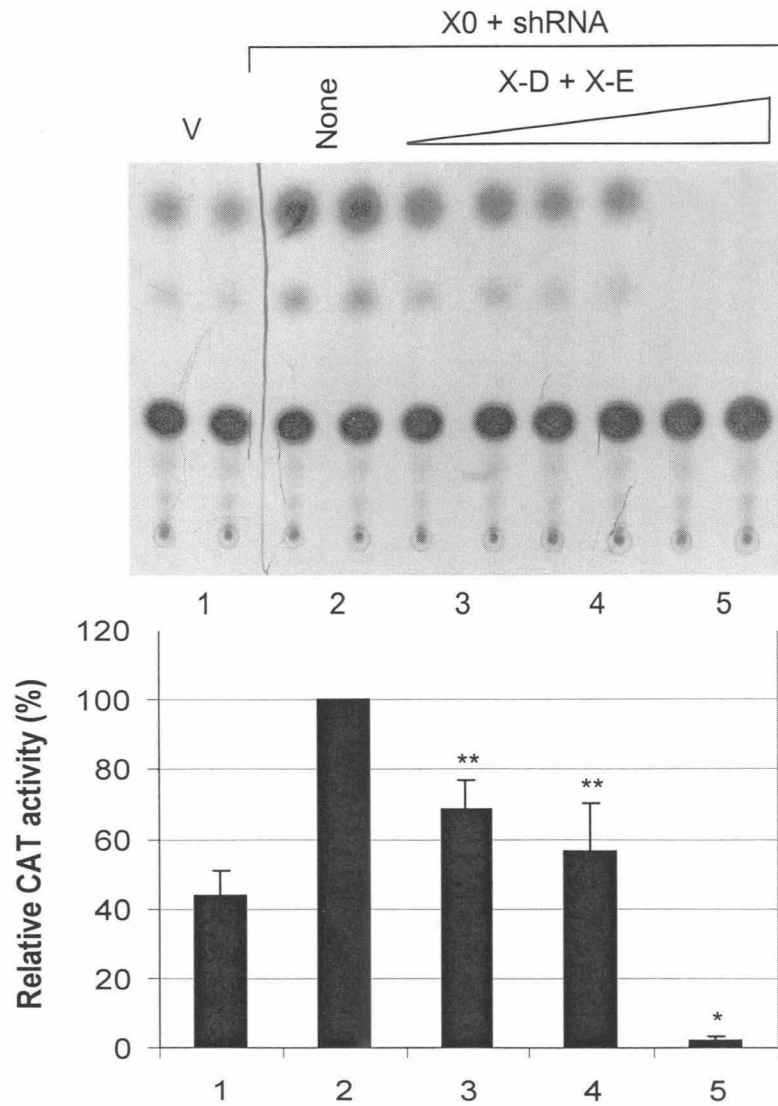 X0 + shRNA
X-D + X-E
V
None
1 2 3 4 5
120
100
80
60
40
20
0
Relative CAT activity (%)
**
**
*
1 2 3 4 5